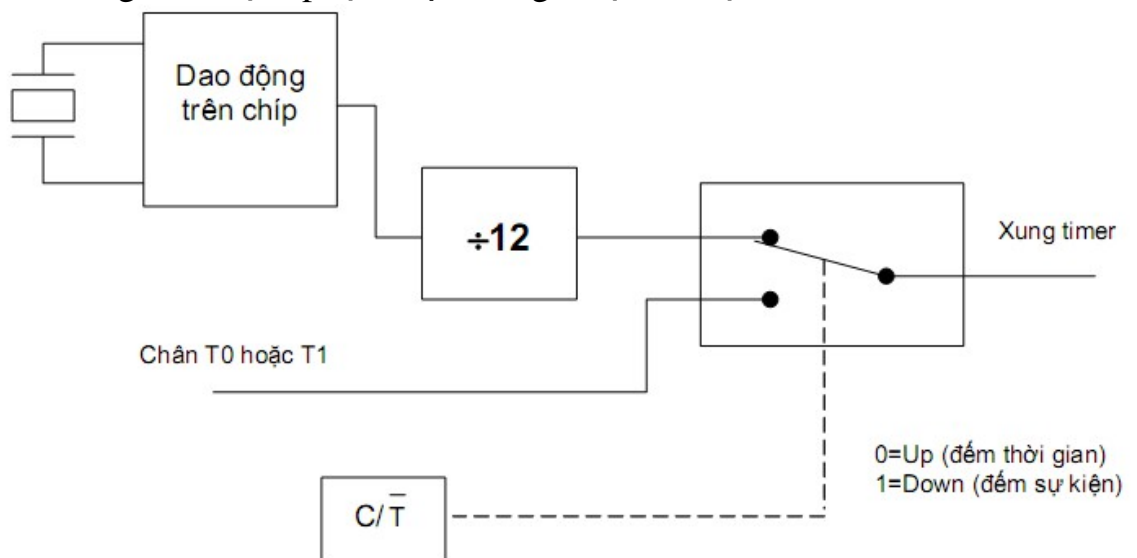 Dao động
trên chíp
÷12
Xung timer
Chân T0 hoặc T1
0=Up (đếm thời gian)
1=Down (đếm sự kiện)
C/T̅